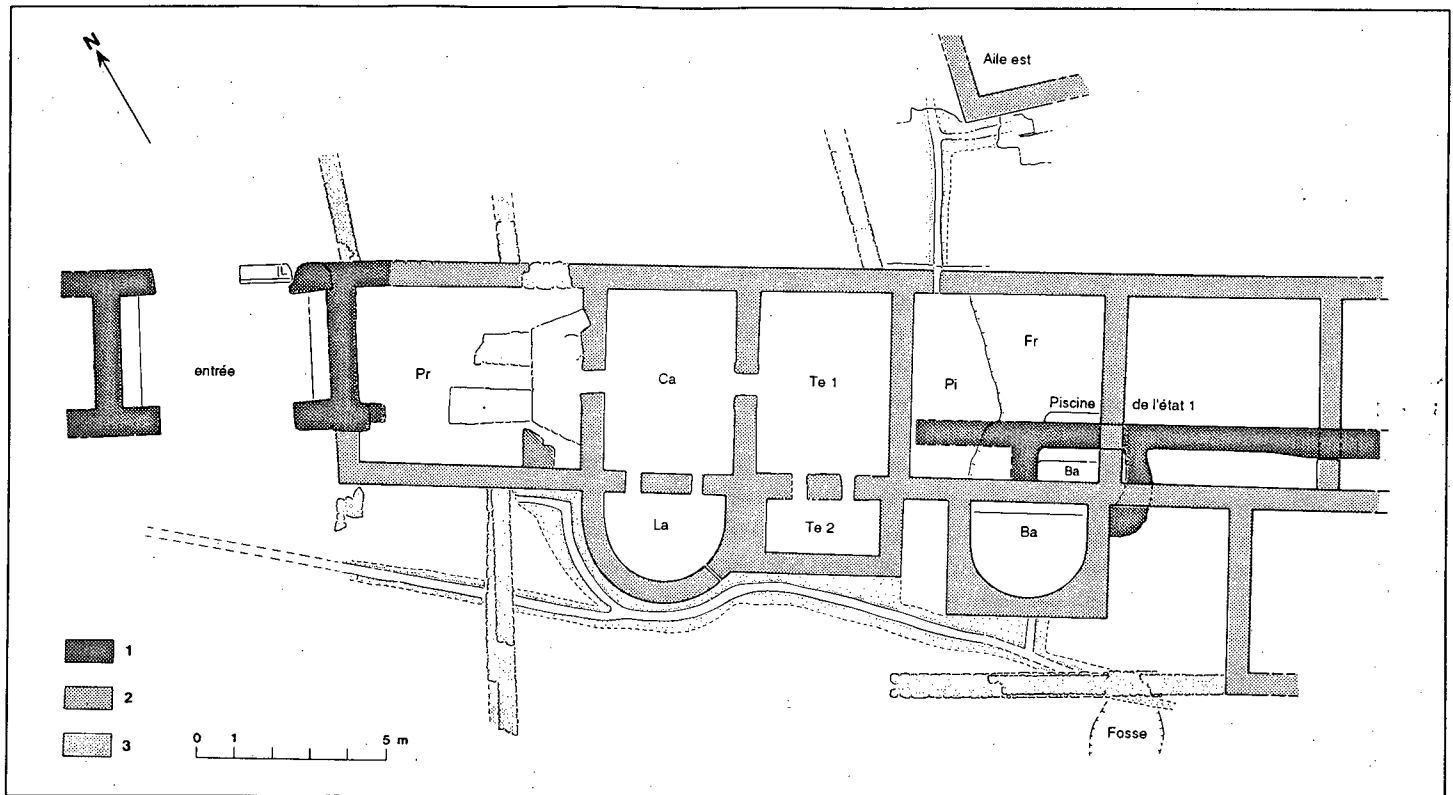 N
Aile est
entrée
Pr
Ca
Te 1
Pi
Fr
Piscine de l'état 1
Ba
La
Te 2
Ba
1
2
3
0 1 5 m
Fosse